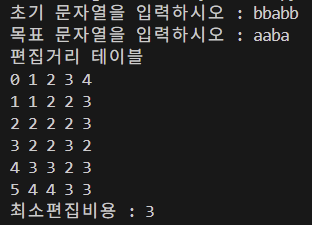 초기 문자열을 입력하시오 : bbabb
목표 문자열을 입력하시오 : aaba
편집거리 테이블
0 1 2 3 4
1 1 2 2 3
2 2 2 2 3
3 2 2 3 2
4 3 3 2 3
5 4 4 3 3
최소편집비용 : 3